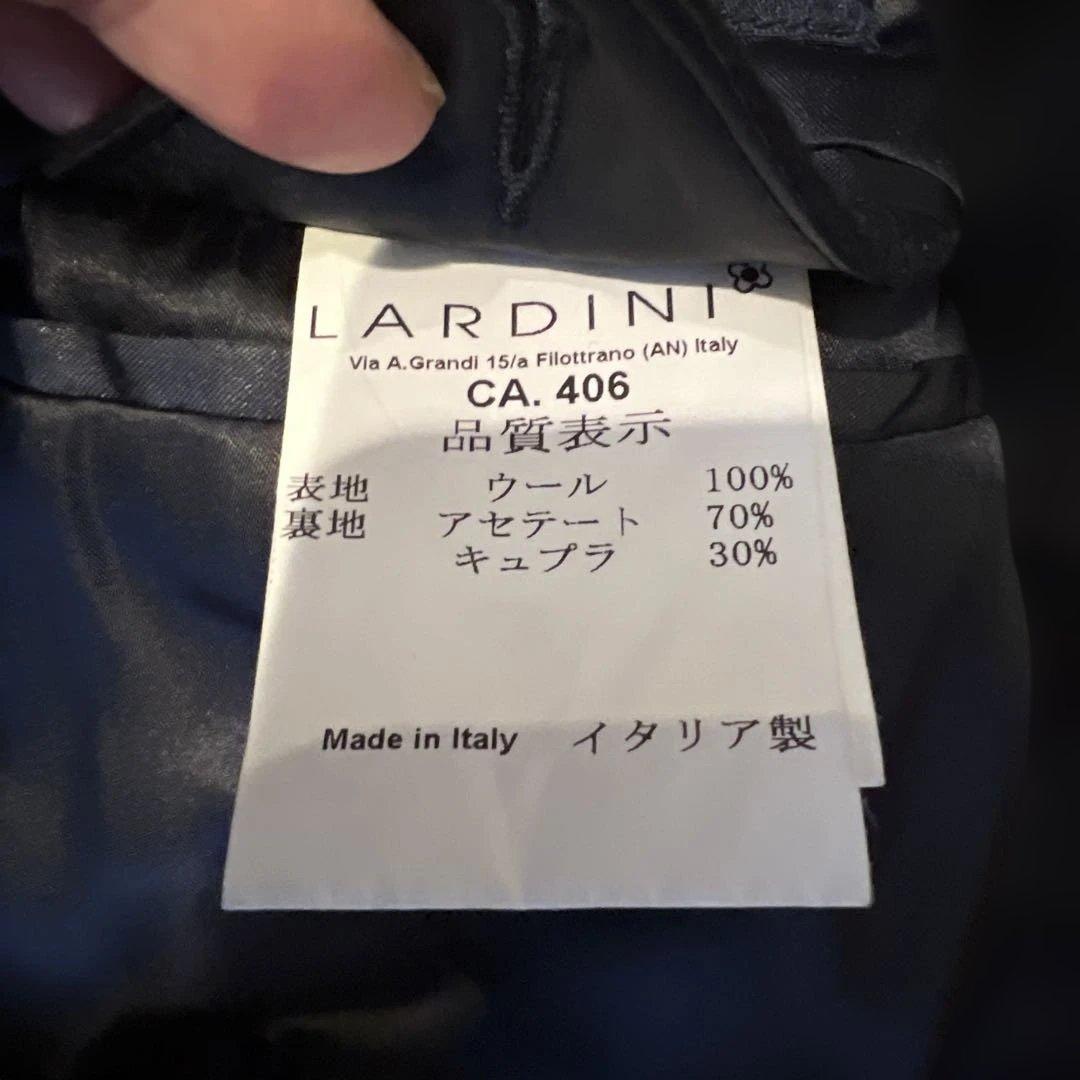 LARDINI
Via A.Grandi 15/a Filottrano (AN) Italy
CA. 406
品質表示
表地 ウール 100%
裏地 アセテート 70%
キュプラ 30%
Made in Italy イタリア製